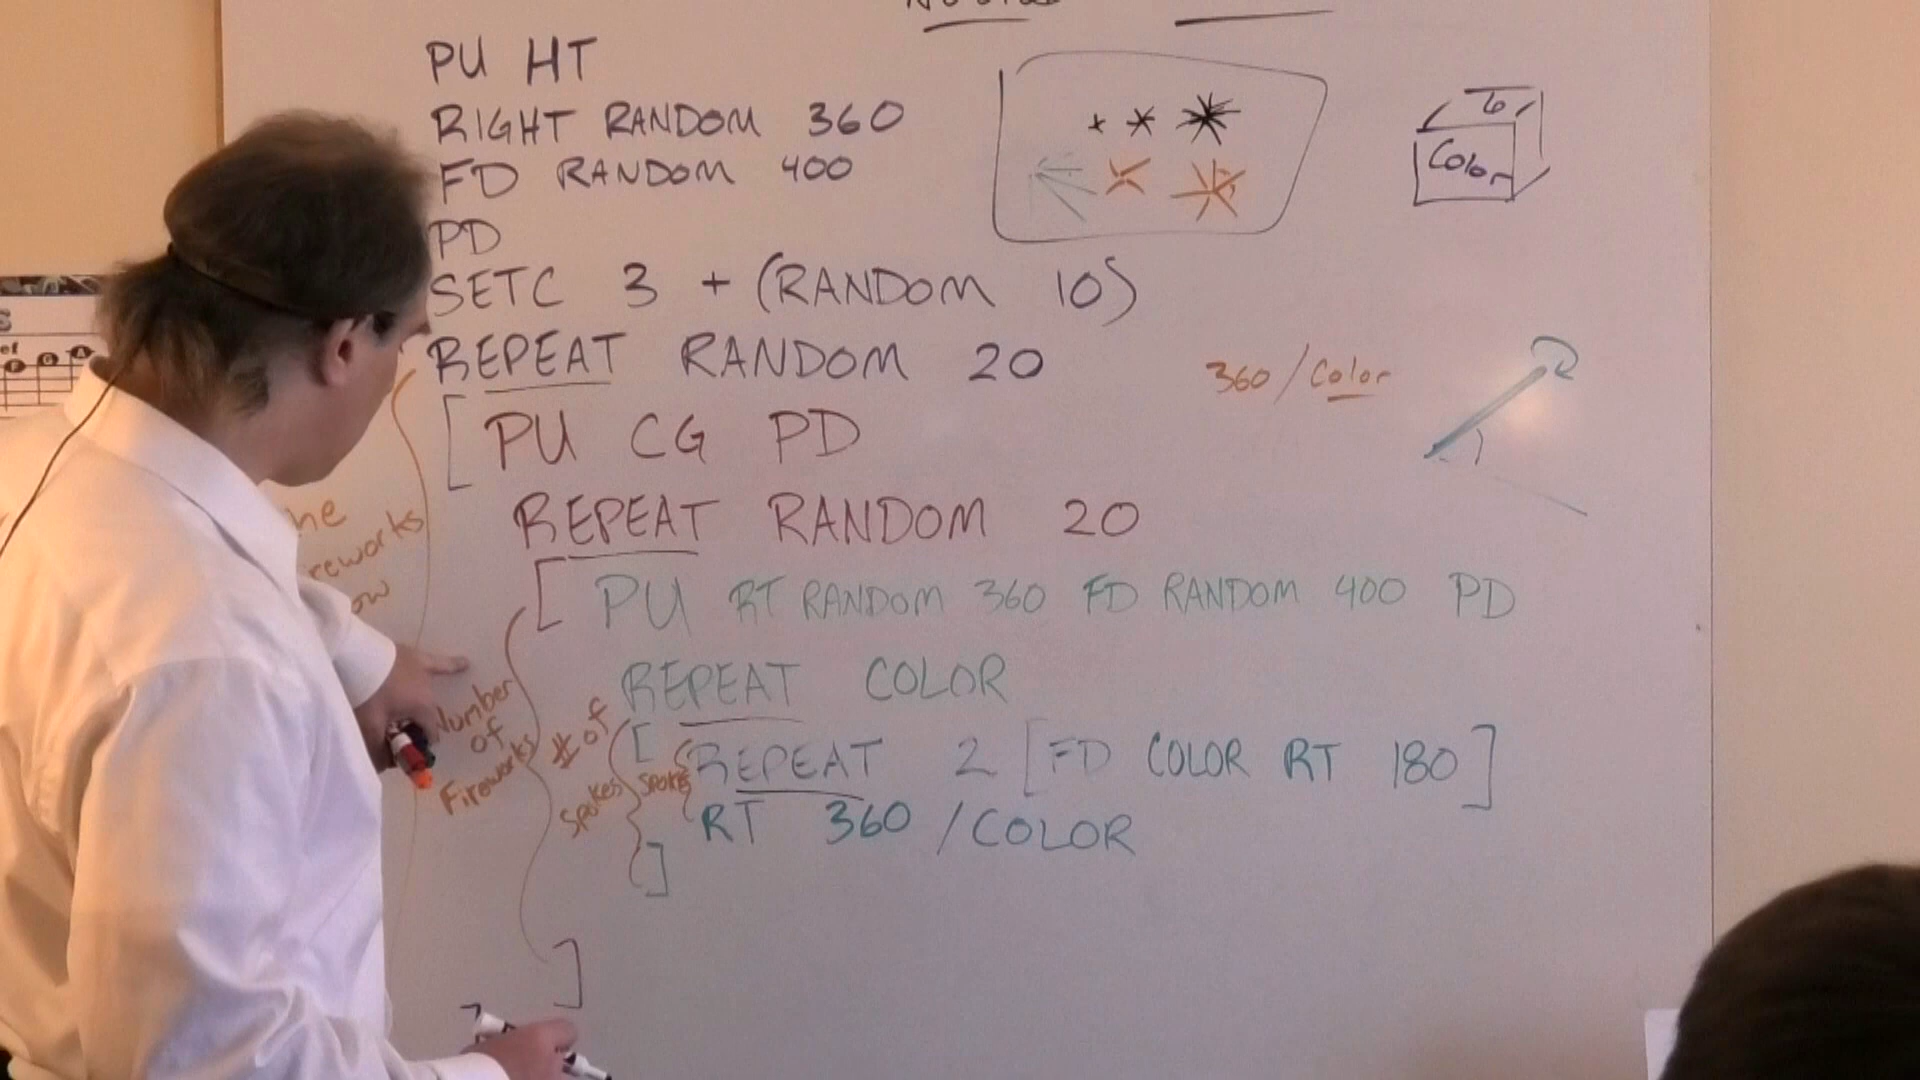 PU HT
RIGHT RANDOM 360
FD RANDOM 400
PD
SETC 3 + (RANDOM 10)
REPEAT RANDOM 20
[ PU CG PD
REPEAT RANDOM 20
[ PU RT RANDOM 360 FD RANDOM 400 PD
REPEAT COLOR
[ REPEAT 2 [FD COLOR RT 180]
RT 360 / COLOR
]
]
6
Color
360 / Color
Number
of
Fireworks
# of
Spokes
Spokes
F G A